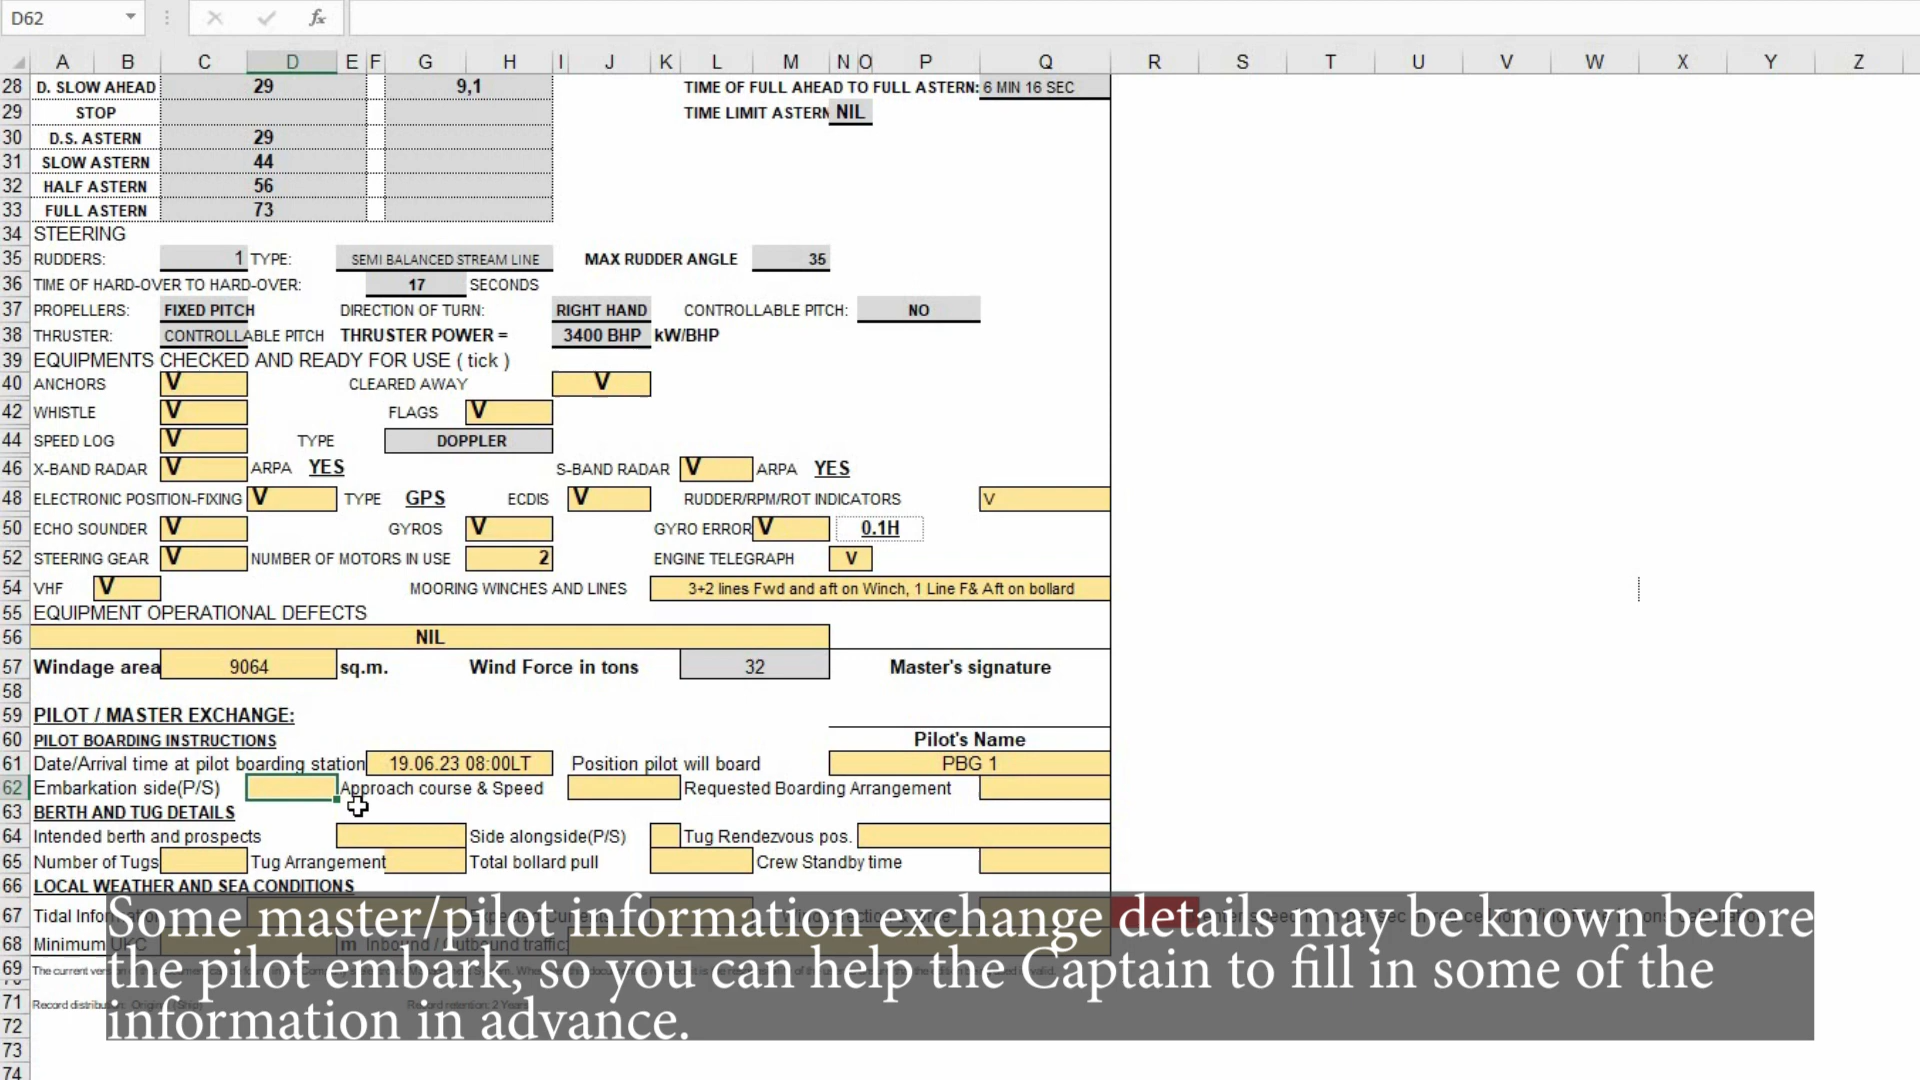 D62
fx
A B C D E F G H I J K L M N O P Q R S T U V W X Y Z
28 D. SLOW AHEAD 29 9,1 TIME OF FULL AHEAD TO FULL ASTERN: 6 MIN 16 SEC
29 STOP TIME LIMIT ASTERN NIL
30 D.S. ASTERN 29
31 SLOW ASTERN 44
32 HALF ASTERN 56
33 FULL ASTERN 73
34 STEERING
35 RUDDERS: 1 TYPE: SEMI BALANCED STREAM LINE MAX RUDDER ANGLE 35
36 TIME OF HARD-OVER TO HARD-OVER: 17 SECONDS
37 PROPELLERS: FIXED PITCH DIRECTION OF TURN: RIGHT HAND CONTROLLABLE PITCH: NO
38 THRUSTER: CONTROLLABLE PITCH THRUSTER POWER = 3400 BHP kW/BHP
39 EQUIPMENTS CHECKED AND READY FOR USE ( tick )
40 ANCHORS V CLEARED AWAY V
42 WHISTLE V FLAGS V
44 SPEED LOG V TYPE DOPPLER
46 X-BAND RADAR V ARPA YES S-BAND RADAR V ARPA YES
48 ELECTRONIC POSITION-FIXING V TYPE GPS ECDIS V RUDDER/RPM/ROT INDICATORS V
50 ECHO SOUNDER V GYROS V GYRO ERROR V 0.1H
52 STEERING GEAR V NUMBER OF MOTORS IN USE 2 ENGINE TELEGRAPH V
54 VHF V MOORING WINCHES AND LINES 3+2 lines Fwd and aft on Winch, 1 Line F& Aft on bollard
55 EQUIPMENT OPERATIONAL DEFECTS
56 NIL
57 Windage area 9064 sq.m. Wind Force in tons 32 Master's signature
58
59 PILOT / MASTER EXCHANGE:
60 PILOT BOARDING INSTRUCTIONS Pilot's Name
61 Date/Arrival time at pilot boarding station 19.06.23 08:00LT Position pilot will board PBG 1
62 Embarkation side(P/S) Approach course & Speed Requested Boarding Arrangement
63 BERTH AND TUG DETAILS
64 Intended berth and prospects Side alongside(P/S) Tug Rendezvous pos.
65 Number of Tugs Tug Arrangement Total bollard pull Crew Standby time
66 LOCAL WEATHER AND SEA CONDITIONS
67 Tidal
68 Minimum UKC m Inbound / Outbound traffic:
69 The current
71 Record Record retention: 2
72
73
74
Some master/pilot information exchange details may be known before
the pilot embark, so you can help the Captain to fill in some of the
information in advance.